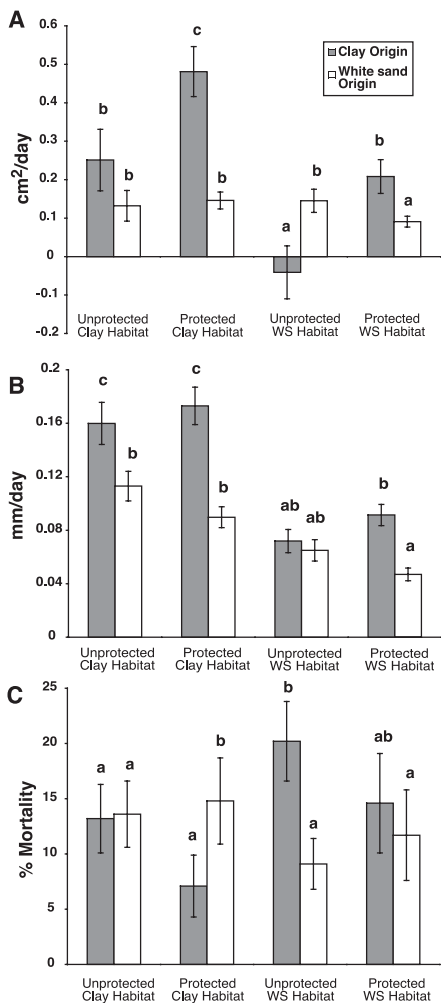 A
c
Clay Origin
White sand
Origin
b
b
b
b
b
a
a
cm²/day
0.6
0.5
0.4
0.3
0.2
0.1
0
-0.1
-0.2
Unprotected
Clay Habitat
Protected
Clay Habitat
Unprotected
WS Habitat
Protected
WS Habitat
B
c
c
b
b
ab
ab
b
a
mm/day
0.2
0.16
0.12
0.08
0.04
0
Unprotected
Clay Habitat
Protected
Clay Habitat
Unprotected
WS Habitat
Protected
WS Habitat
C
a
a
a
b
b
a
ab
a
% Mortality
25
20
15
10
5
0
Unprotected
Clay Habitat
Protected
Clay Habitat
Unprotected
WS Habitat
Protected
WS Habitat